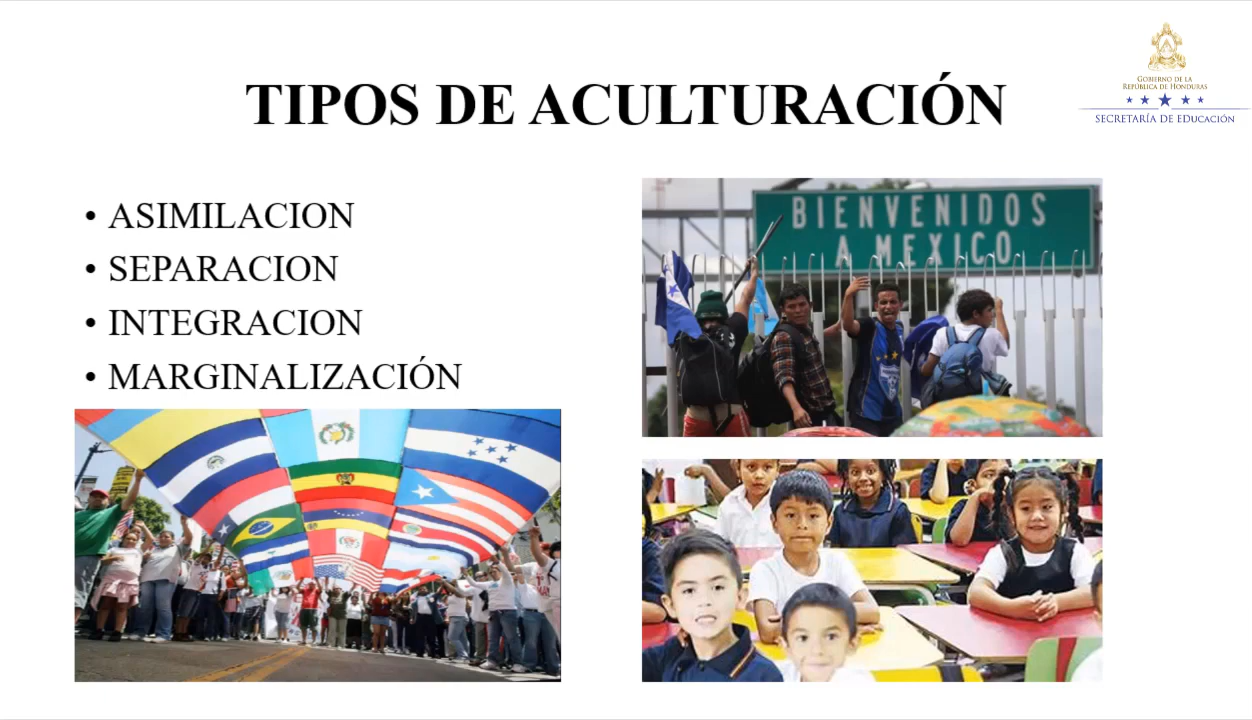 TIPOS DE ACULTURACIÓN
GOBIERNO DE LA
REPÚBLICA DE HONDURAS
SECRETARÍA DE EDUCACIÓN
• ASIMILACION
• SEPARACION
• INTEGRACION
• MARGINALIZACIÓN
BIENVENIDOS
A MEXICO